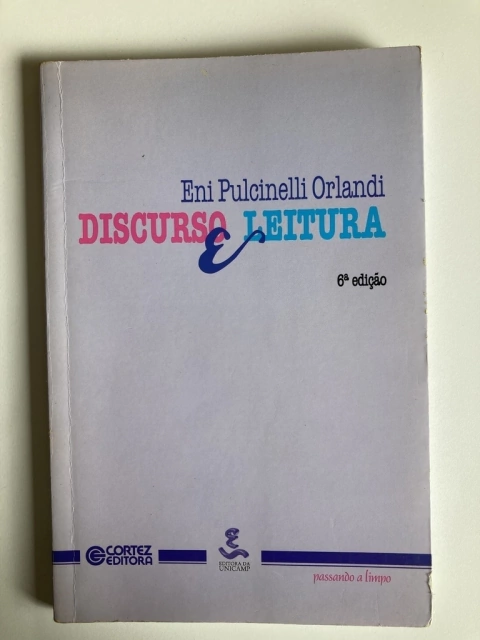 Eni Pulcinelli Orlandi
DISCURSO & LEITURA
6ª edição
CORTEZ
EDITORA
EDITORA DA
UNICAMP
passando a limpo